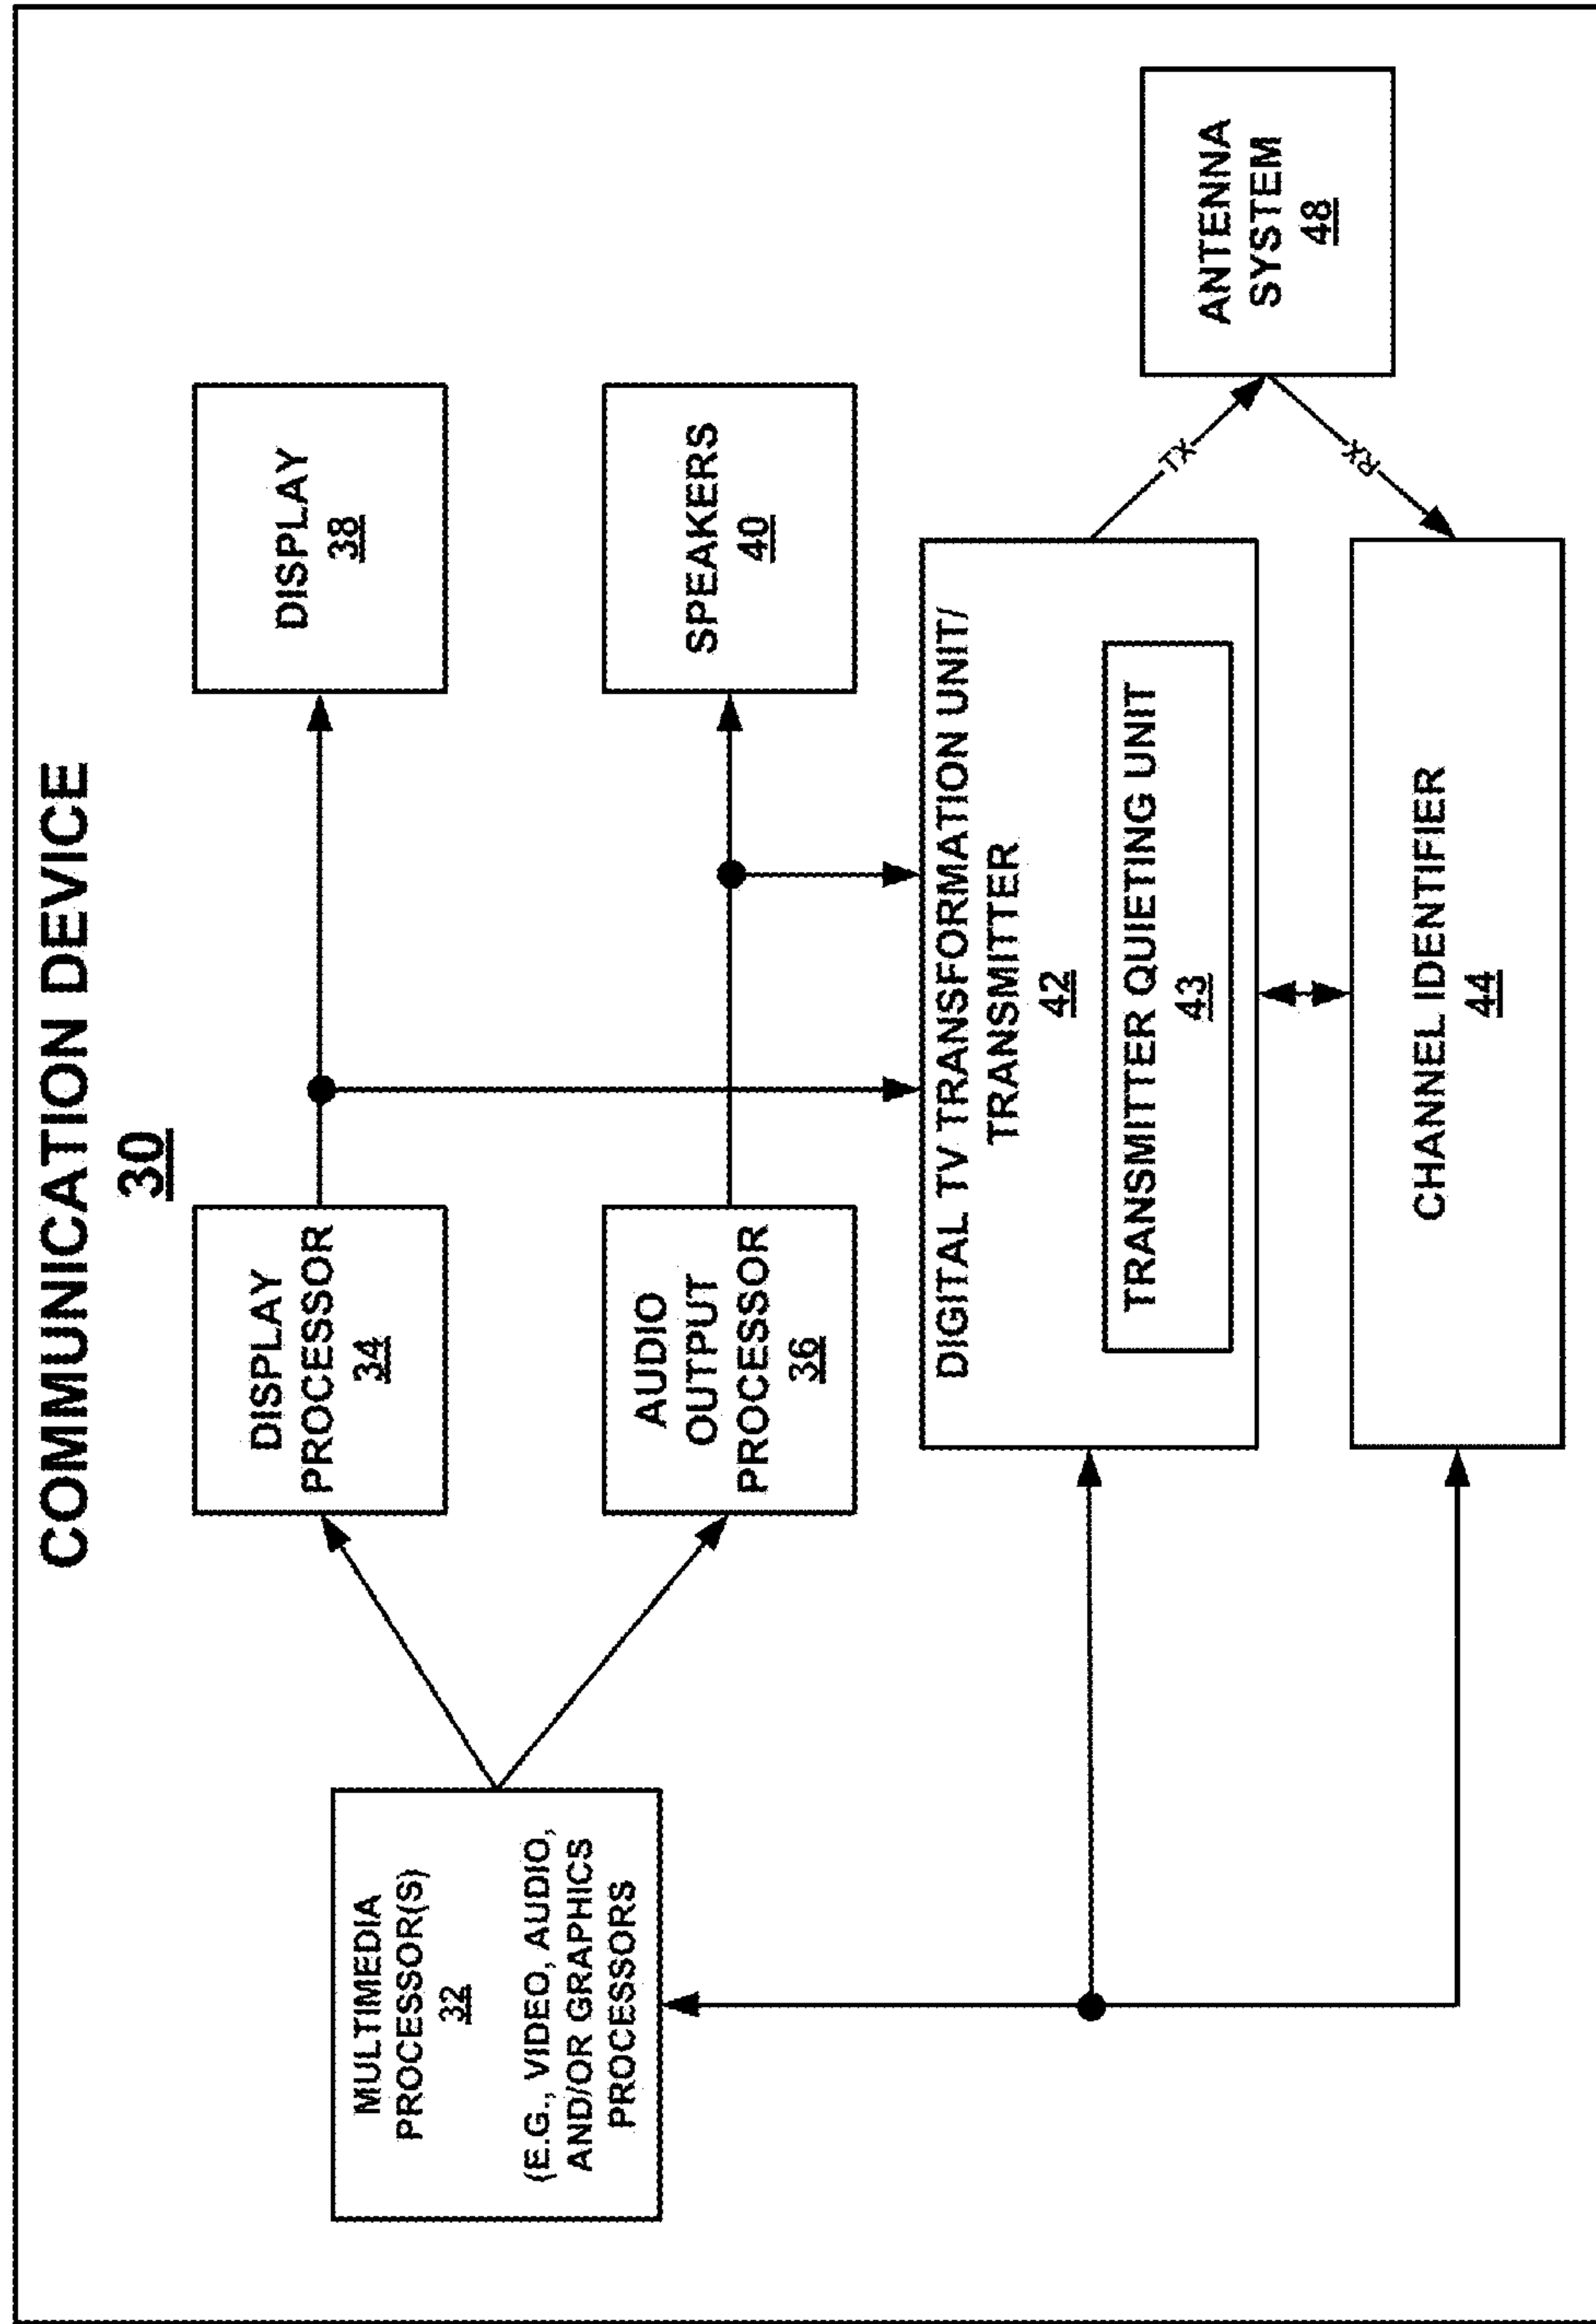 COMMUNICATION DEVICE
30
MULTIMEDIA
PROCESSOR(S)
32
(E.G., VIDEO, AUDIO,
AND/OR GRAPHICS
PROCESSORS
DISPLAY
PROCESSOR
34
DISPLAY
38
AUDIO
OUTPUT
PROCESSOR
36
SPEAKERS
40
DIGITAL TV TRANSFORMATION UNIT/
TRANSMITTER
42
TRANSMITTER QUIETING UNIT
43
CHANNEL IDENTIFIER
44
TX
RX
ANTENNA
SYSTEM
48